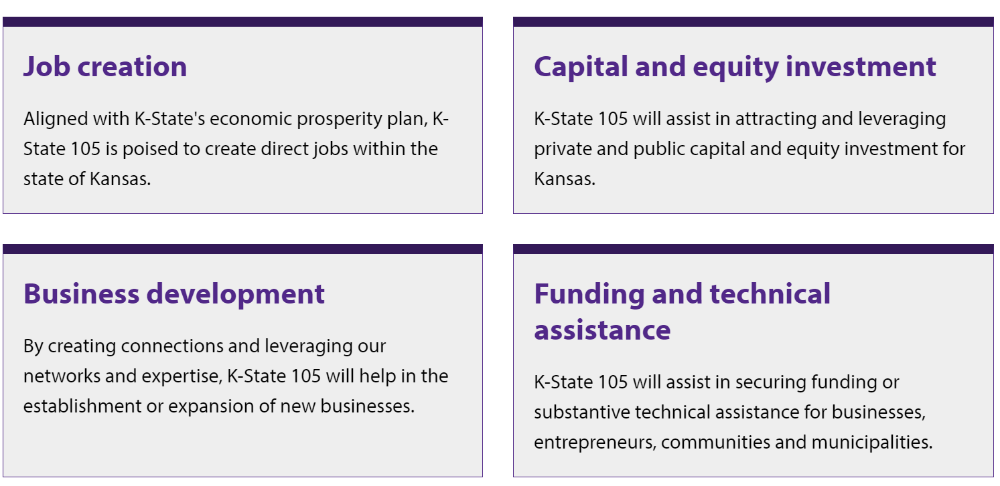 Job creation
Aligned with K-State's economic prosperity plan, K-
State 105 is poised to create direct jobs within the
state of Kansas.
Capital and equity investment
K-State 105 will assist in attracting and leveraging
private and public capital and equity investment for
Kansas.
Business development
By creating connections and leveraging our
networks and expertise, K-State 105 will help in the
establishment or expansion of new businesses.
Funding and technical
assistance
K-State 105 will assist in securing funding or
substantive technical assistance for businesses,
entrepreneurs, communities and municipalities.